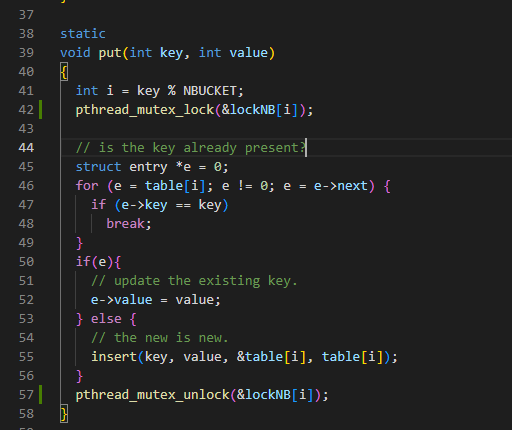 37
38 static
39 void put(int key, int value)
40 {
41   int i = key % NBUCKET;
42   pthread_mutex_lock(&lockNB[i]);
43
44   // is the key already present?
45   struct entry *e = 0;
46   for (e = table[i]; e != 0; e = e->next) {
47     if (e->key == key)
48       break;
49   }
50   if(e){
51     // update the existing key.
52     e->value = value;
53   } else {
54     // the new is new.
55     insert(key, value, &table[i], table[i]);
56   }
57   pthread_mutex_unlock(&lockNB[i]);
58 }